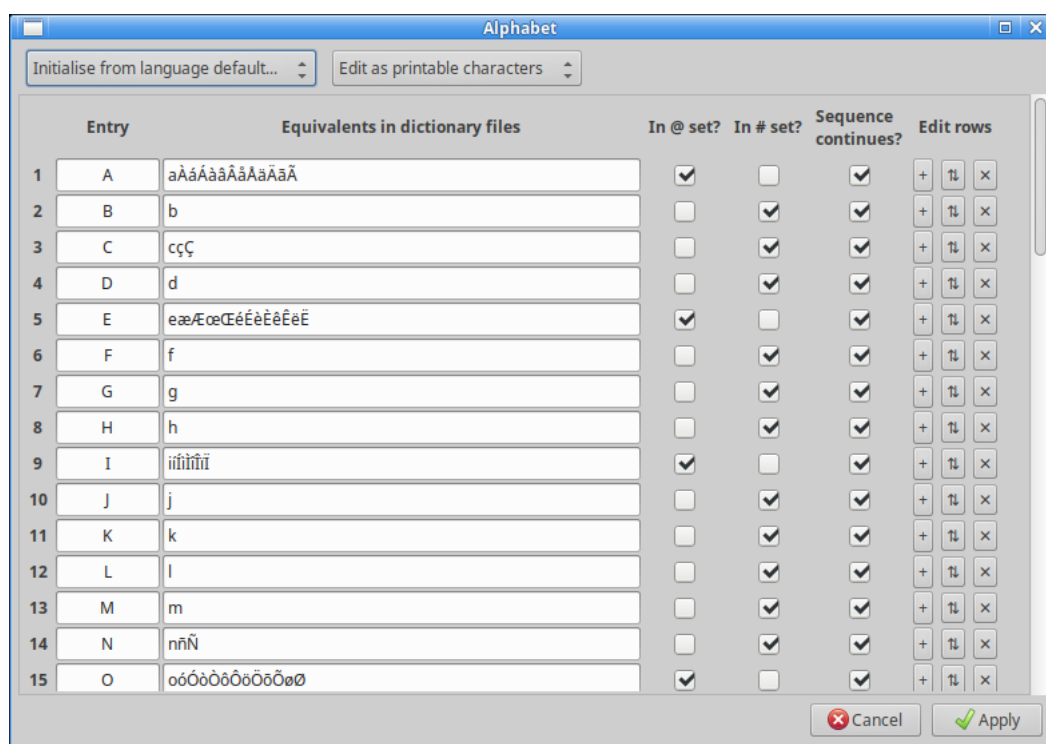 Alphabet
Initialise from language default...
Edit as printable characters
Entry Equivalents in dictionary files In @ set? In # set? Sequence continues? Edit rows
1 A aÀáÁàâÂåÅäÄãÃ
2 B b
3 C cçÇ
4 D d
5 E eæÆœŒéÉèÈêÊëË
6 F f
7 G g
8 H h
9 I iíÍìÌîÎïÏ
10 J j
11 K k
12 L l
13 M m
14 N nñÑ
15 O oóÓòÒôÔöÖõÕøØ
Cancel Apply